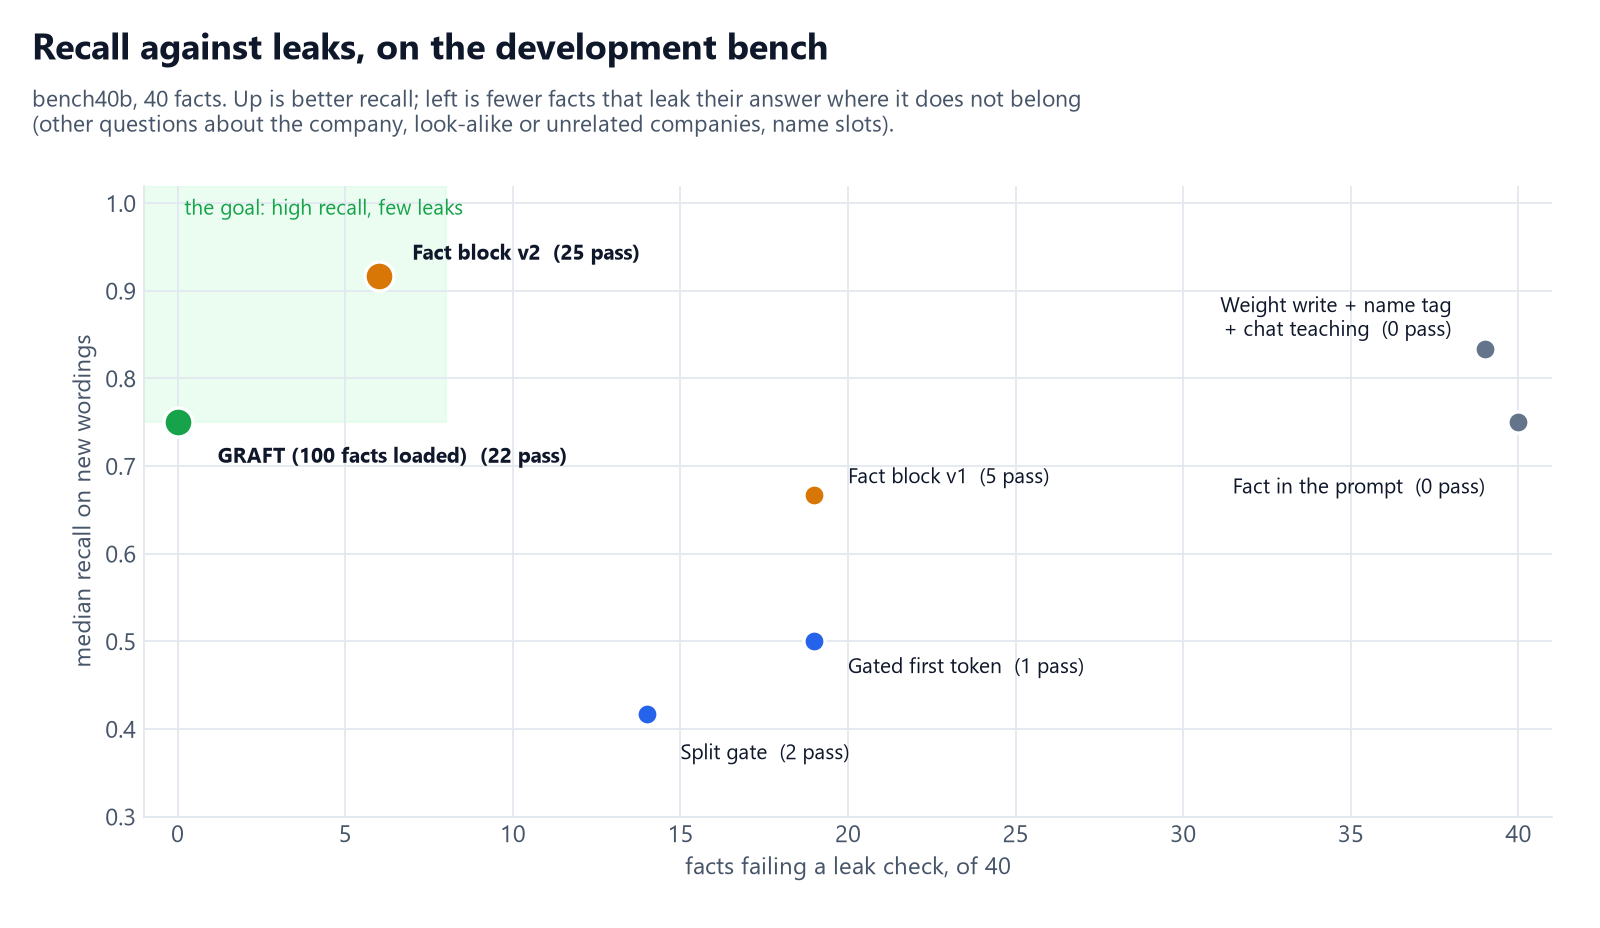 Recall against leaks, on the development bench
bench40b, 40 facts. Up is better recall; left is fewer facts that leak their answer where it does not belong
(other questions about the company, look-alike or unrelated companies, name slots).
the goal: high recall, few leaks
Fact block v2 (25 pass)
Weight write + name tag
+ chat teaching (0 pass)
GRAFT (100 facts loaded) (22 pass)
Fact block v1 (5 pass)
Fact in the prompt (0 pass)
Gated first token (1 pass)
Split gate (2 pass)
median recall on new wordings
1.0
0.9
0.8
0.7
0.6
0.5
0.4
0.3
0 5 10 15 20 25 30 35 40
facts failing a leak check, of 40